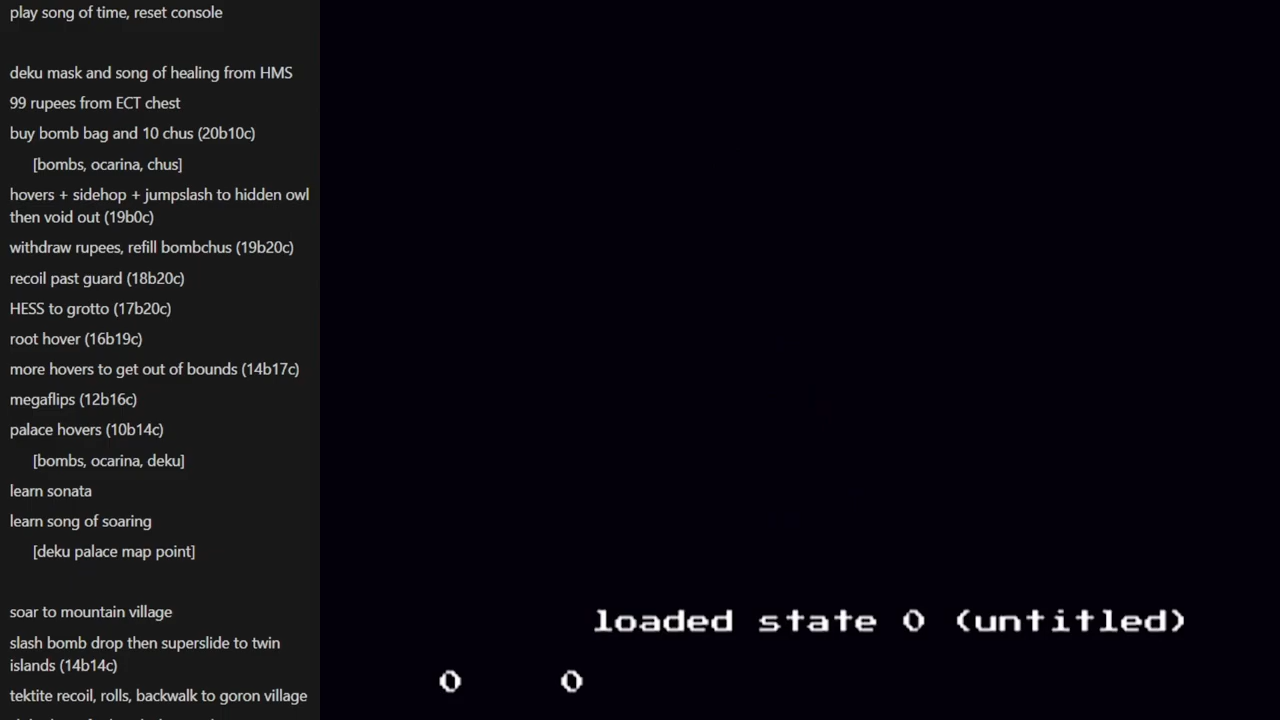 play song of time, reset console
deku mask and song of healing from HMS
99 rupees from ECT chest
buy bomb bag and 10 chus (20b10c)
[bombs, ocarina, chus]
hovers + sidehop + jumpslash to hidden owl
then void out (19b0c)
withdraw rupees, refill bombchus (19b20c)
recoil past guard (18b20c)
HESS to grotto (17b20c)
root hover (16b19c)
more hovers to get out of bounds (14b17c)
megaflips (12b16c)
palace hovers (10b14c)
[bombs, ocarina, deku]
learn sonata
learn song of soaring
[deku palace map point]
soar to mountain village
slash bomb drop then superslide to twin
islands (14b14c)
tektite recoil, rolls, backwalk to goron village
loaded state 0 (untitled)
0 0